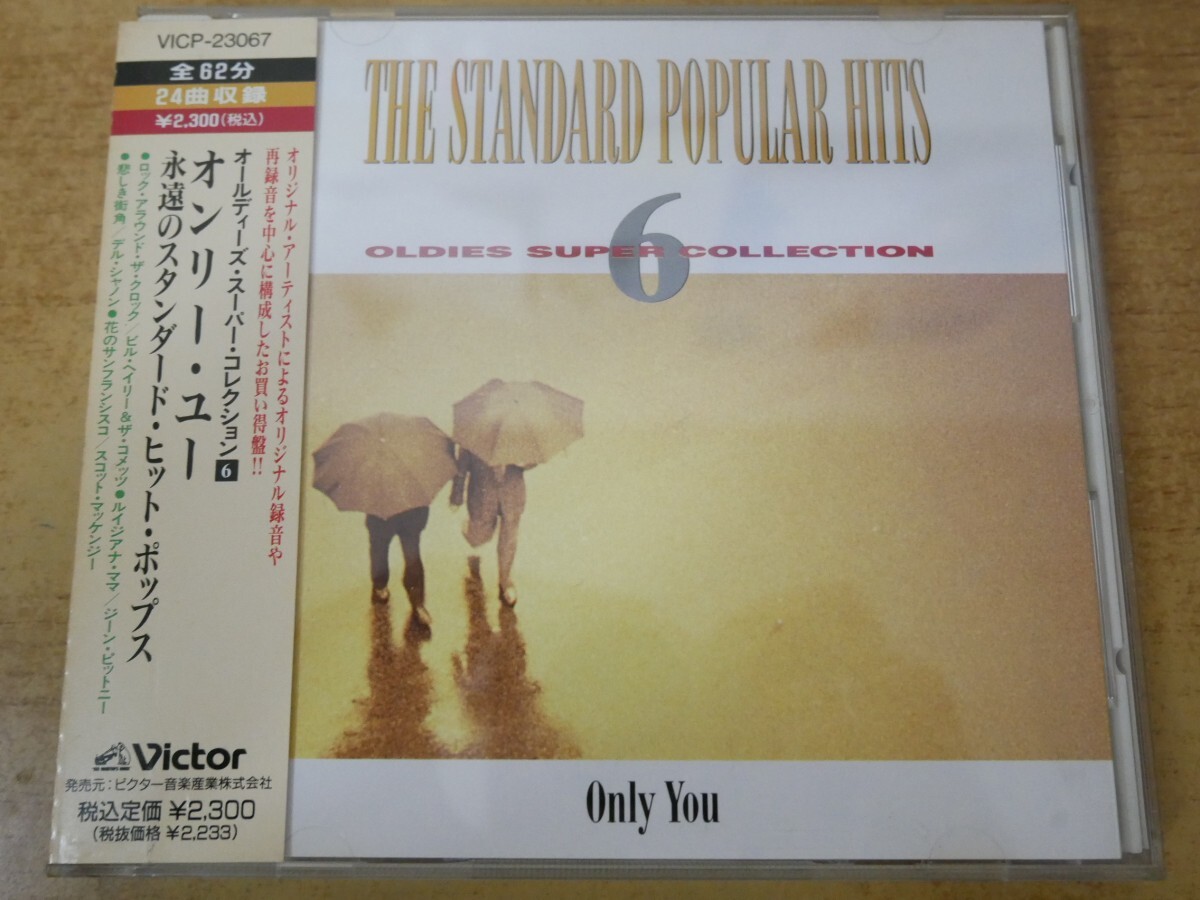 VICP-23067
全62分
24曲収録
¥2,300(税込)
オリジナル・アーティストによるオリジナル録音や
再録音を中心に構成したお買い得盤!!
オールディーズ・スーパー・コレクション6
オンリー・ユー
永遠のスタンダード・ヒット・ポップス
●ロック・アラウンド・ザ・クロック/ビル・ヘイリー&ザ・コメッツ●ルイジアナ・ママ/ジーン・ピットニー
●悲しき街角/デル・シャノン●花のサンフランシスコ/スコット・マッケンジー
Victor
発売元:ビクター音楽産業株式会社
税込定価 ¥2,300
(税抜価格 ¥2,233)
THE STANDARD POPULAR HITS
6
OLDIES SUPER COLLECTION
Only You